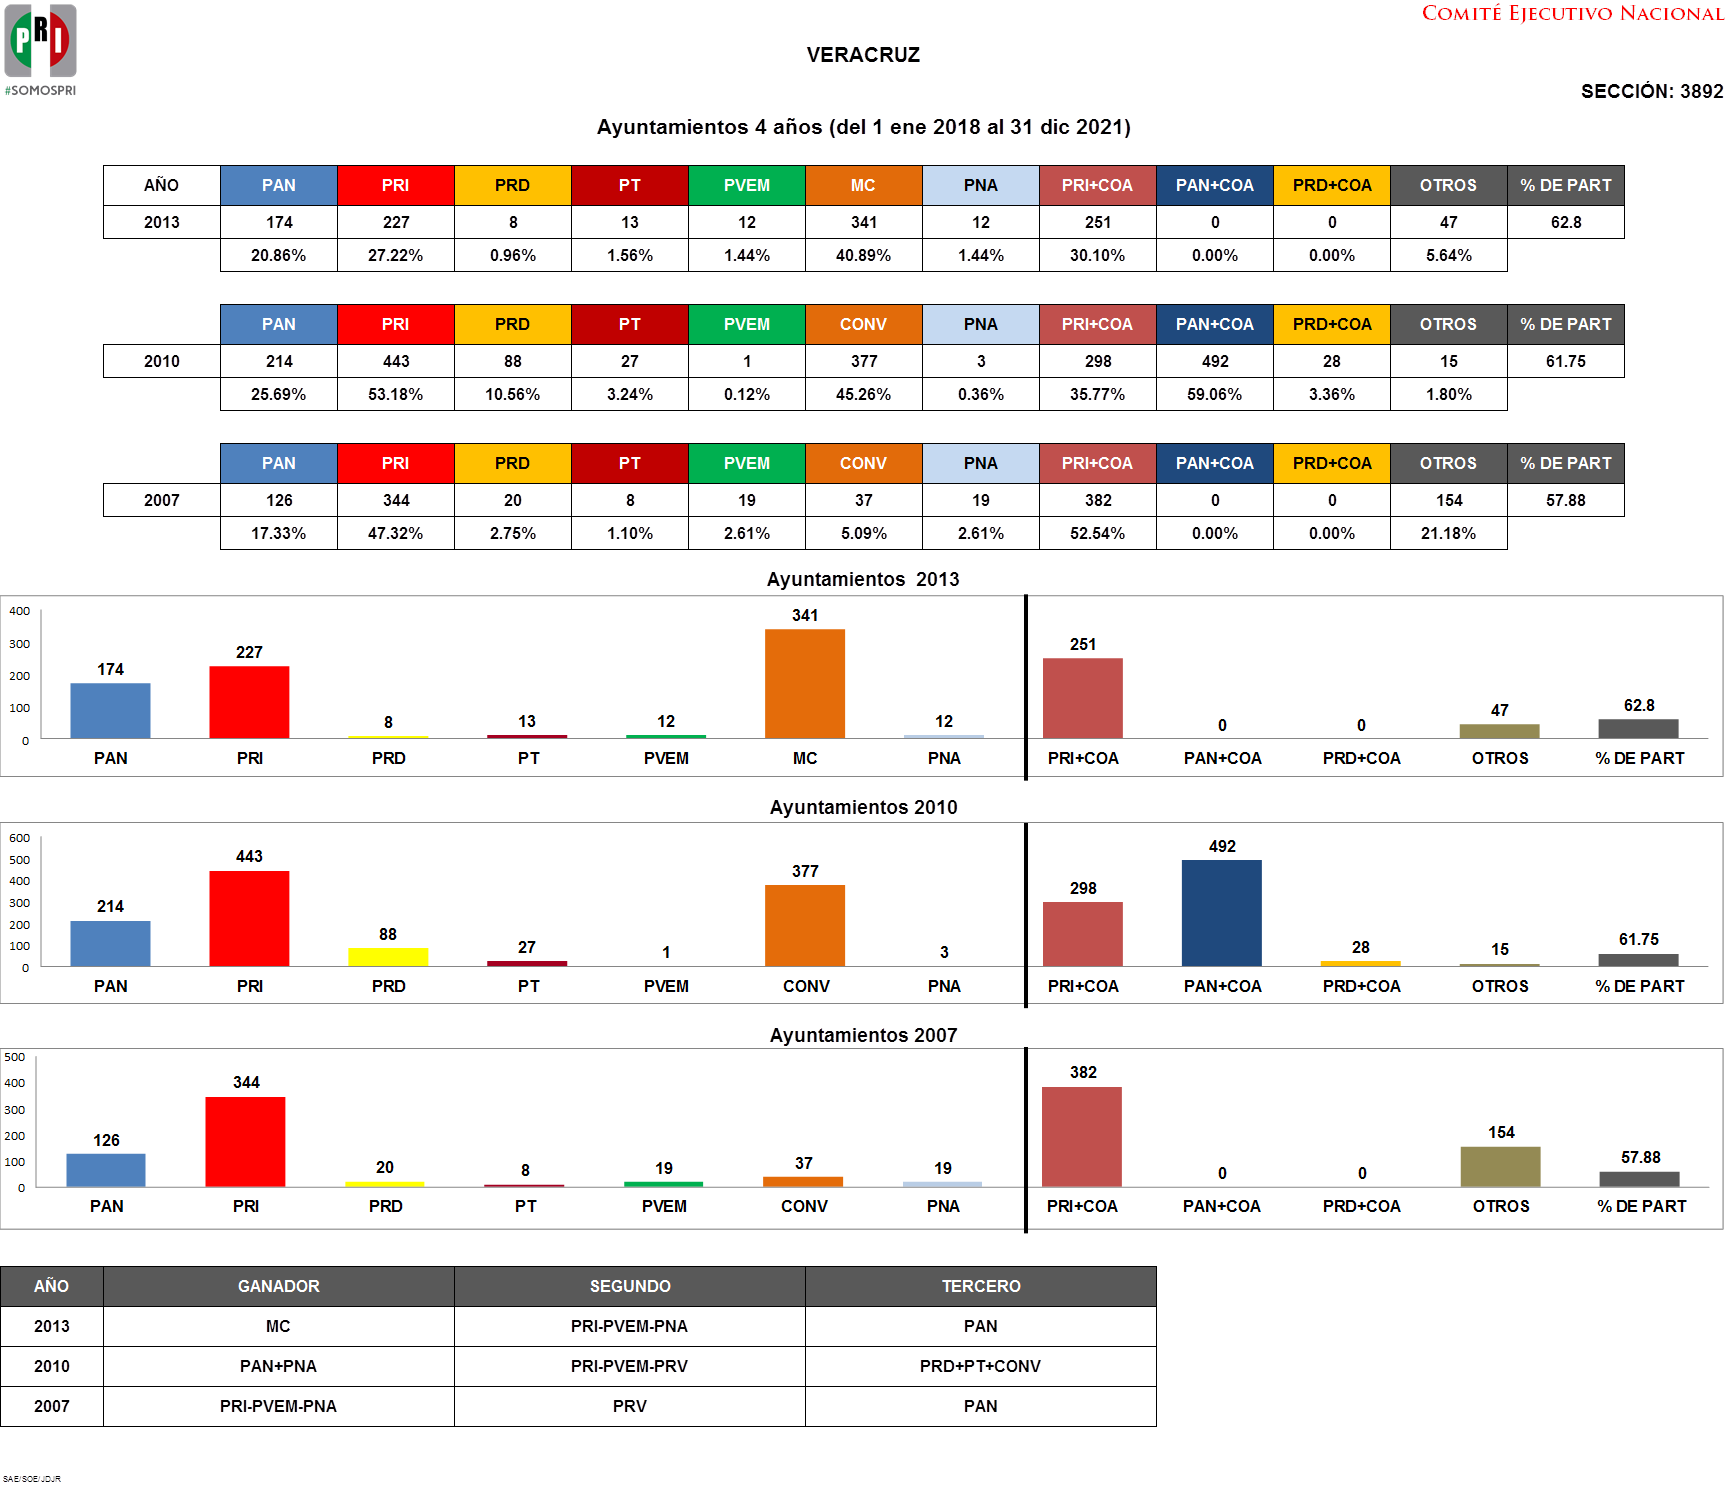 PRI
#SOMOSPRI
COMITÉ EJECUTIVO NACIONAL
VERACRUZ
SECCIÓN: 3892
Ayuntamientos 4 años (del 1 ene 2018 al 31 dic 2021)
AÑO PAN PRI PRD PT PVEM MC PNA PRI+COA PAN+COA PRD+COA OTROS % DE PART
2013 174 227 8 13 12 341 12 251 0 0 47 62.8
20.86% 27.22% 0.96% 1.56% 1.44% 40.89% 1.44% 30.10% 0.00% 0.00% 5.64%
PAN PRI PRD PT PVEM CONV PNA PRI+COA PAN+COA PRD+COA OTROS % DE PART
2010 214 443 88 27 1 377 3 298 492 28 15 61.75
25.69% 53.18% 10.56% 3.24% 0.12% 45.26% 0.36% 35.77% 59.06% 3.36% 1.80%
PAN PRI PRD PT PVEM CONV PNA PRI+COA PAN+COA PRD+COA OTROS % DE PART
2007 126 344 20 8 19 37 19 382 0 0 154 57.88
17.33% 47.32% 2.75% 1.10% 2.61% 5.09% 2.61% 52.54% 0.00% 0.00% 21.18%
Ayuntamientos 2013
400
300
200
100
0
174 227 8 13 12 341 12 251 0 0 47 62.8
PAN PRI PRD PT PVEM MC PNA PRI+COA PAN+COA PRD+COA OTROS % DE PART
Ayuntamientos 2010
600
500
400
300
200
100
0
214 443 88 27 1 377 3 298 492 28 15 61.75
PAN PRI PRD PT PVEM CONV PNA PRI+COA PAN+COA PRD+COA OTROS % DE PART
Ayuntamientos 2007
500
400
300
200
100
0
126 344 20 8 19 37 19 382 0 0 154 57.88
PAN PRI PRD PT PVEM CONV PNA PRI+COA PAN+COA PRD+COA OTROS % DE PART
AÑO GANADOR SEGUNDO TERCERO
2013 MC PRI-PVEM-PNA PAN
2010 PAN+PNA PRI-PVEM-PRV PRD+PT+CONV
2007 PRI-PVEM-PNA PRV PAN
SAE/SOE/JDJR